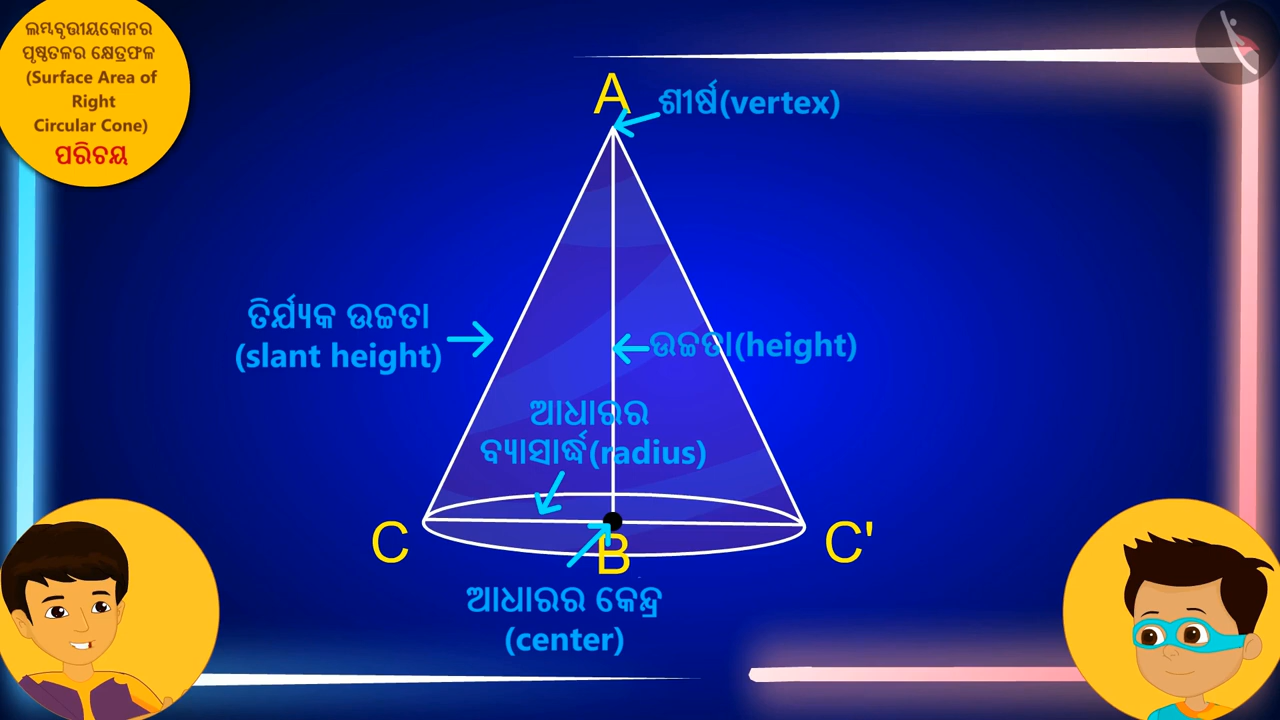 ଲମ୍ବବୃତ୍ତୀୟକୋନର
ପୃଷ୍ଠତଳର କ୍ଷେତ୍ରଫଳ
(Surface Area of
Right
Circular Cone)
ପରିଚୟ
A
ଶୀର୍ଷ(vertex)
ତିର୍ଯ୍ୟକ ଉଚ୍ଚତା
(slant height)
ଉଚ୍ଚତା(height)
ଆଧାରର
ବ୍ୟାସାର୍ଦ୍ଧ(radius)
C
B
C'
ଆଧାରର କେନ୍ଦ୍ର
(center)